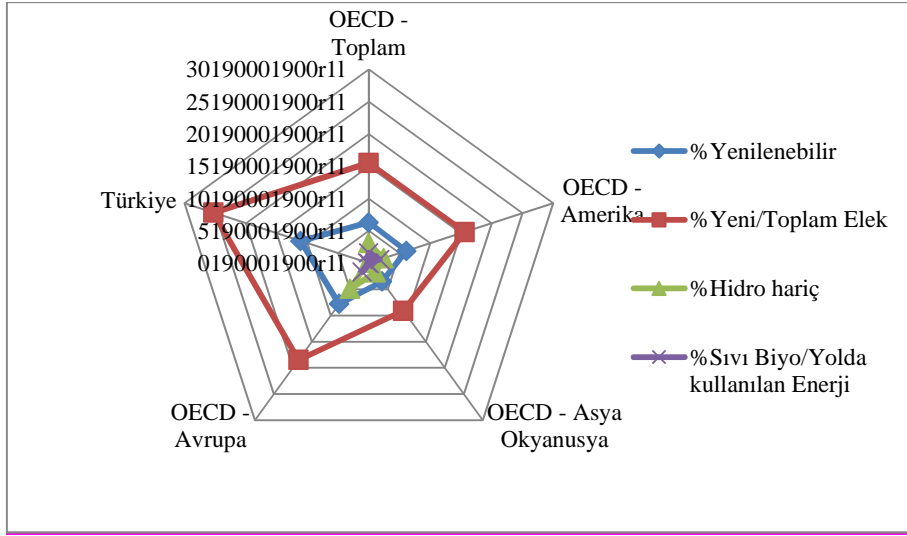 OECD -
Toplam
30190001900r1l
25190001900r1l
20190001900r1l
15190001900r1l
10190001900r1l
5190001900r1l
0190001900r1l
Türkiye
OECD -
Amerika
OECD -
Avrupa
OECD - Asya
Okyanusya
%Yenilenebilir
%Yeni/Toplam Elek
%Hidro hariç
%Sıvı Biyo/Yolda
kullanılan Enerji